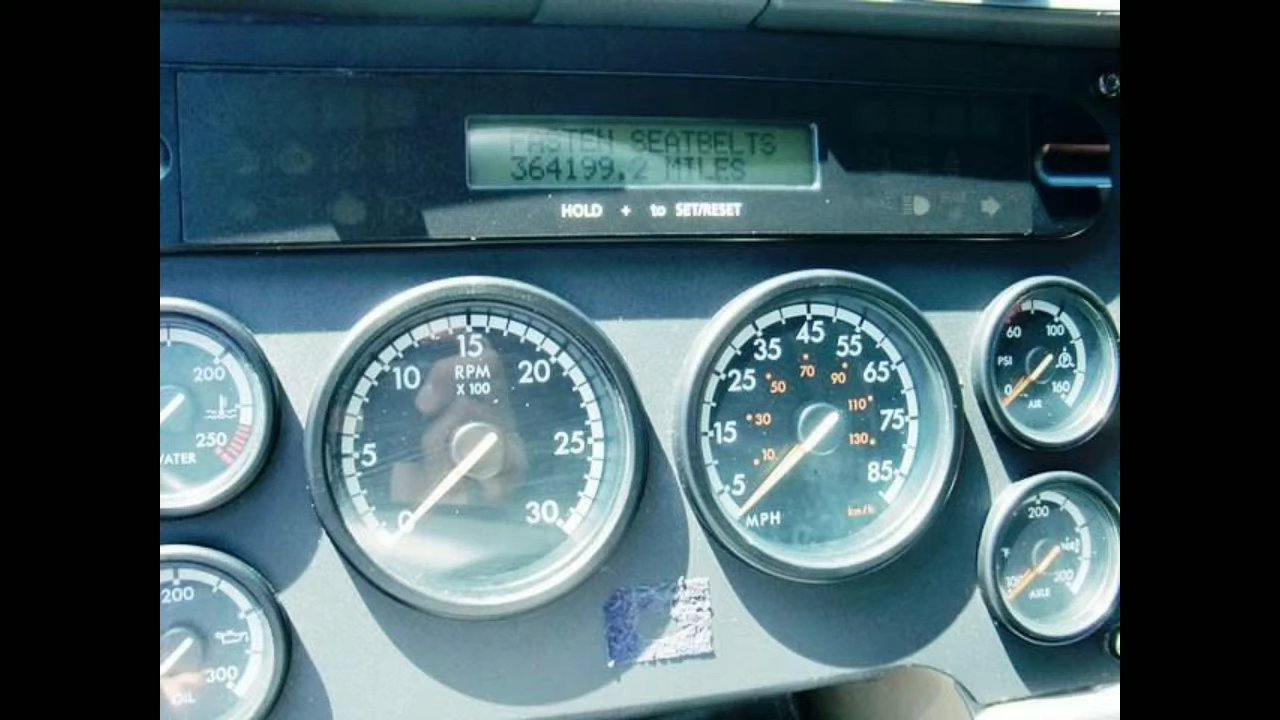 FASTEN SEATBELTS
364199.2 MILES
HOLD + to SET/RESET
200
250
WATER
200
300
OIL
0
5
10
15
20
25
30
RPM
X 100
5
15
25
35
45
55
65
75
85
MPH
10
30
50
70
90
110
130
km/h
0
60
100
160
PSI
AIR
200
300
AXLE